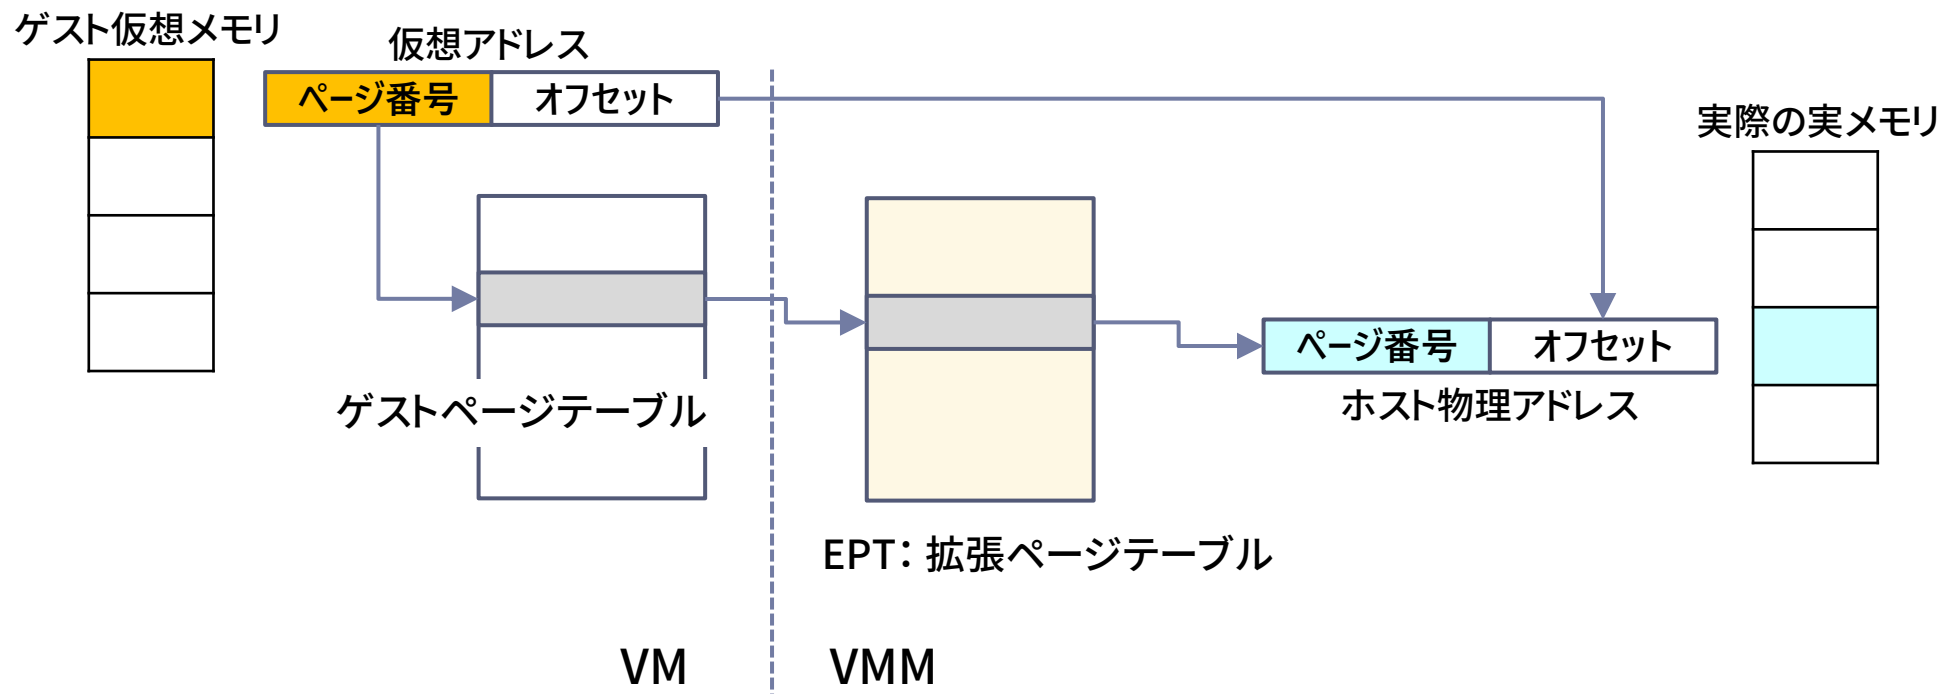 ゲスト仮想メモリ
仮想アドレス
ページ番号
オフセット
実際の実メモリ
ページ番号
オフセット
ホスト物理アドレス
ゲストページテーブル
EPT：拡張ページテーブル
VM
VMM